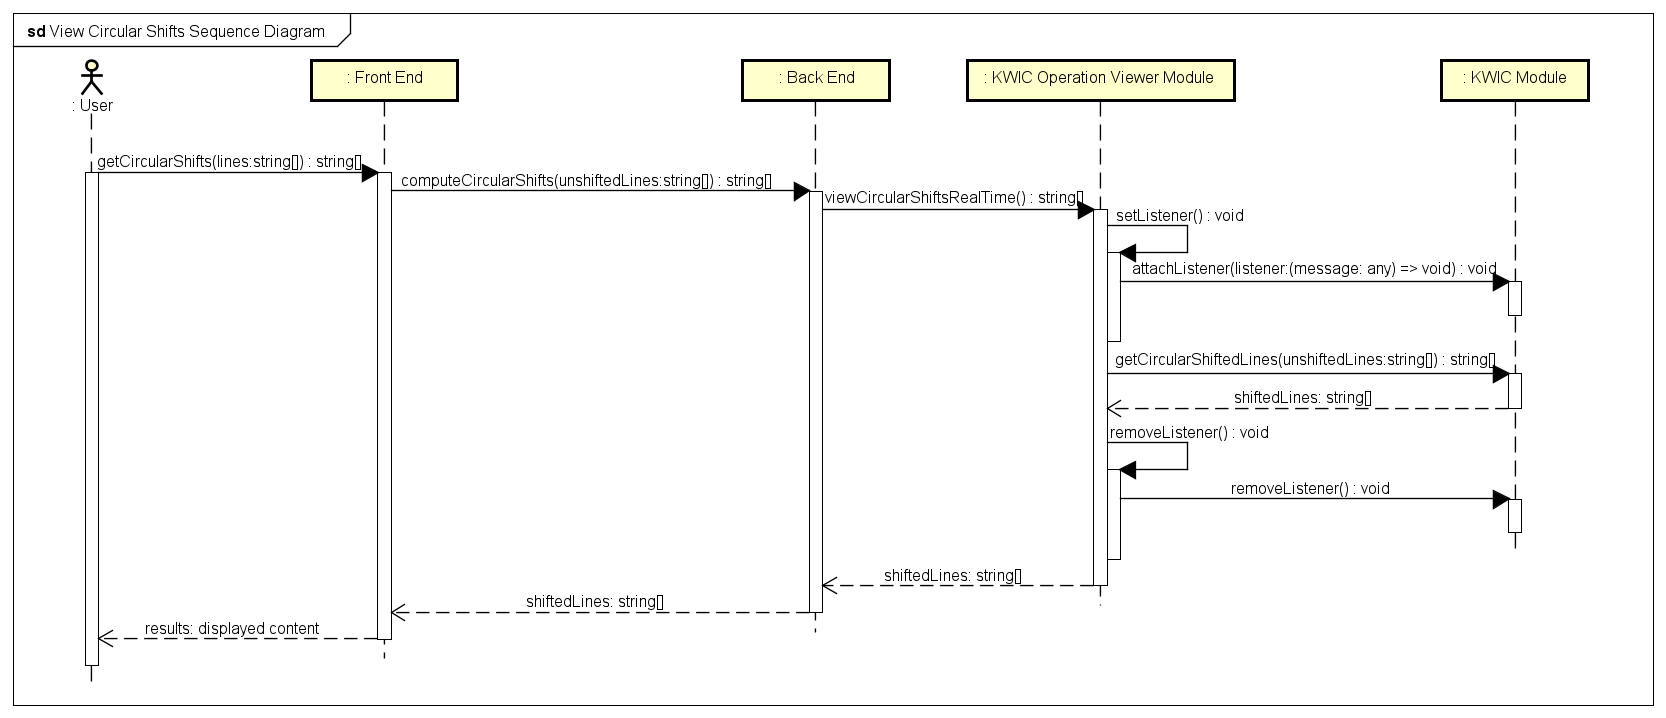 sd View Circular Shifts Sequence Diagram
: User
: Front End
: Back End
: KWIC Operation Viewer Module
: KWIC Module
getCircularShifts(lines:string[]) : string[]
computeCircularShifts(unshiftedLines:string[]) : string[]
viewCircularShiftsRealTime() : string[]
setListener() : void
attachListener(listener:(message: any) => void) : void
getCircularShiftedLines(unshiftedLines:string[]) : string[]
shiftedLines: string[]
removeListener() : void
removeListener() : void
shiftedLines: string[]
shiftedLines: string[]
results: displayed content